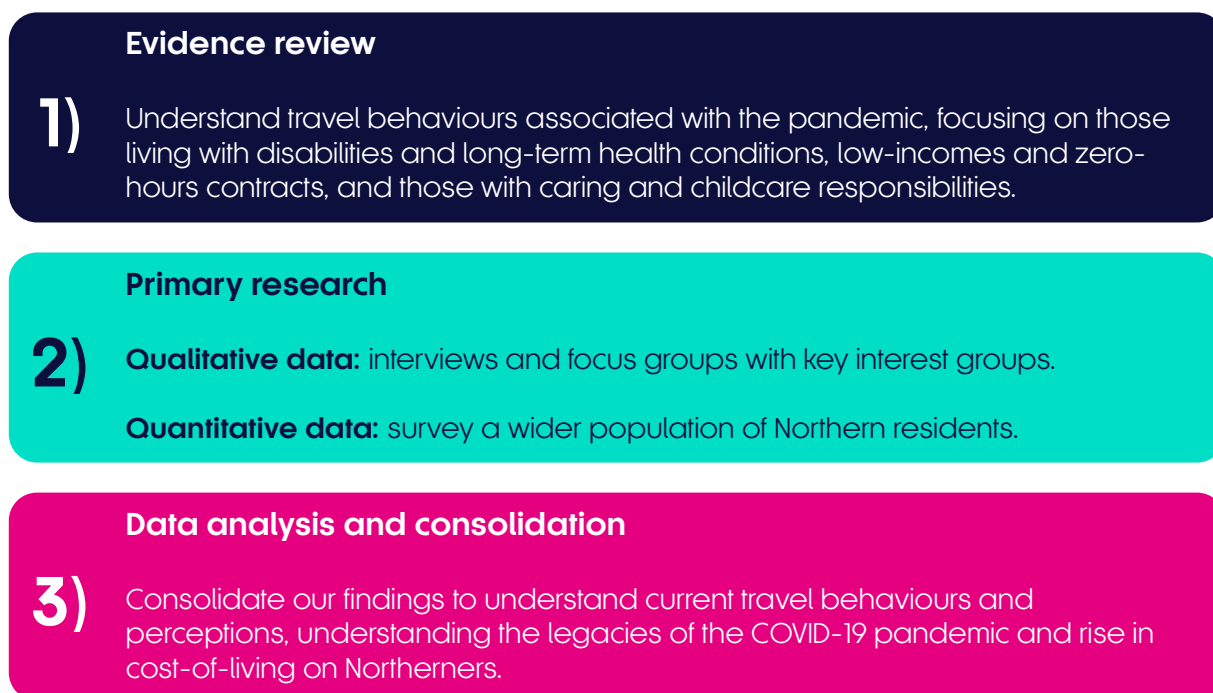 Evidence review
1)
Understand travel behaviours associated with the pandemic, focusing on those
living with disabilities and long-term health conditions, low-incomes and zero-
hours contracts, and those with caring and childcare responsibilities.
Primary research
2)
Qualitative data: interviews and focus groups with key interest groups.
Quantitative data: survey a wider population of Northern residents.
Data analysis and consolidation
3)
Consolidate our findings to understand current travel behaviours and
perceptions, understanding the legacies of the COVID-19 pandemic and rise in
cost-of-living on Northerners.